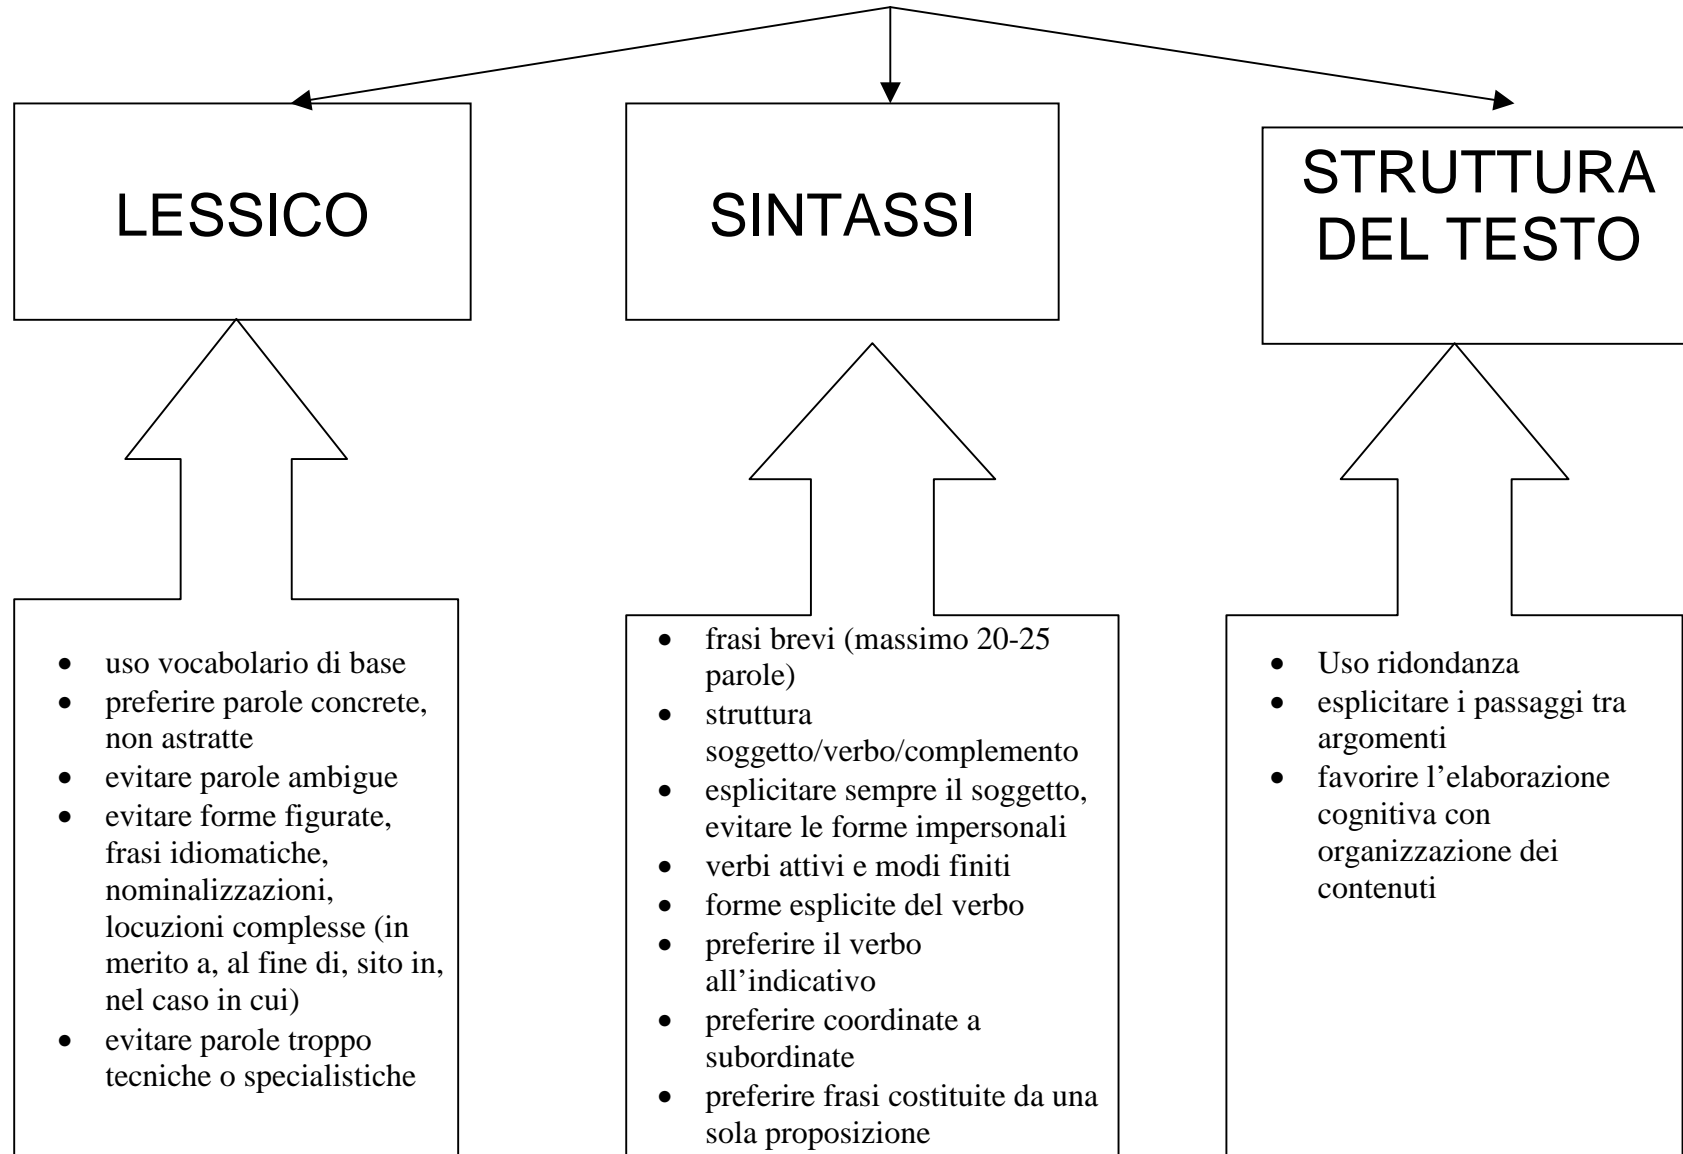 LESSICO
SINTASSI
STRUTTURA
DEL TESTO
• uso vocabolario di base
• preferire parole concrete,
non astratte
• evitare parole ambigue
• evitare forme figurate,
frasi idiomatiche,
nominalizzazioni,
locuzioni complesse (in
merito a, al fine di, sito in,
nel caso in cui)
• evitare parole troppo
tecniche o specialistiche
• frasi brevi (massimo 20-25
parole)
• struttura
soggetto/verbo/complemento
• esplicitare sempre il soggetto,
evitare le forme impersonali
• verbi attivi e modi finiti
• forme esplicite del verbo
• preferire il verbo
all’indicativo
• preferire coordinate a
subordinate
• preferire frasi costituite da una
sola proposizione
• Uso ridondanza
• esplicitare i passaggi tra
argomenti
• favorire l’elaborazione
cognitiva con
organizzazione dei
contenuti